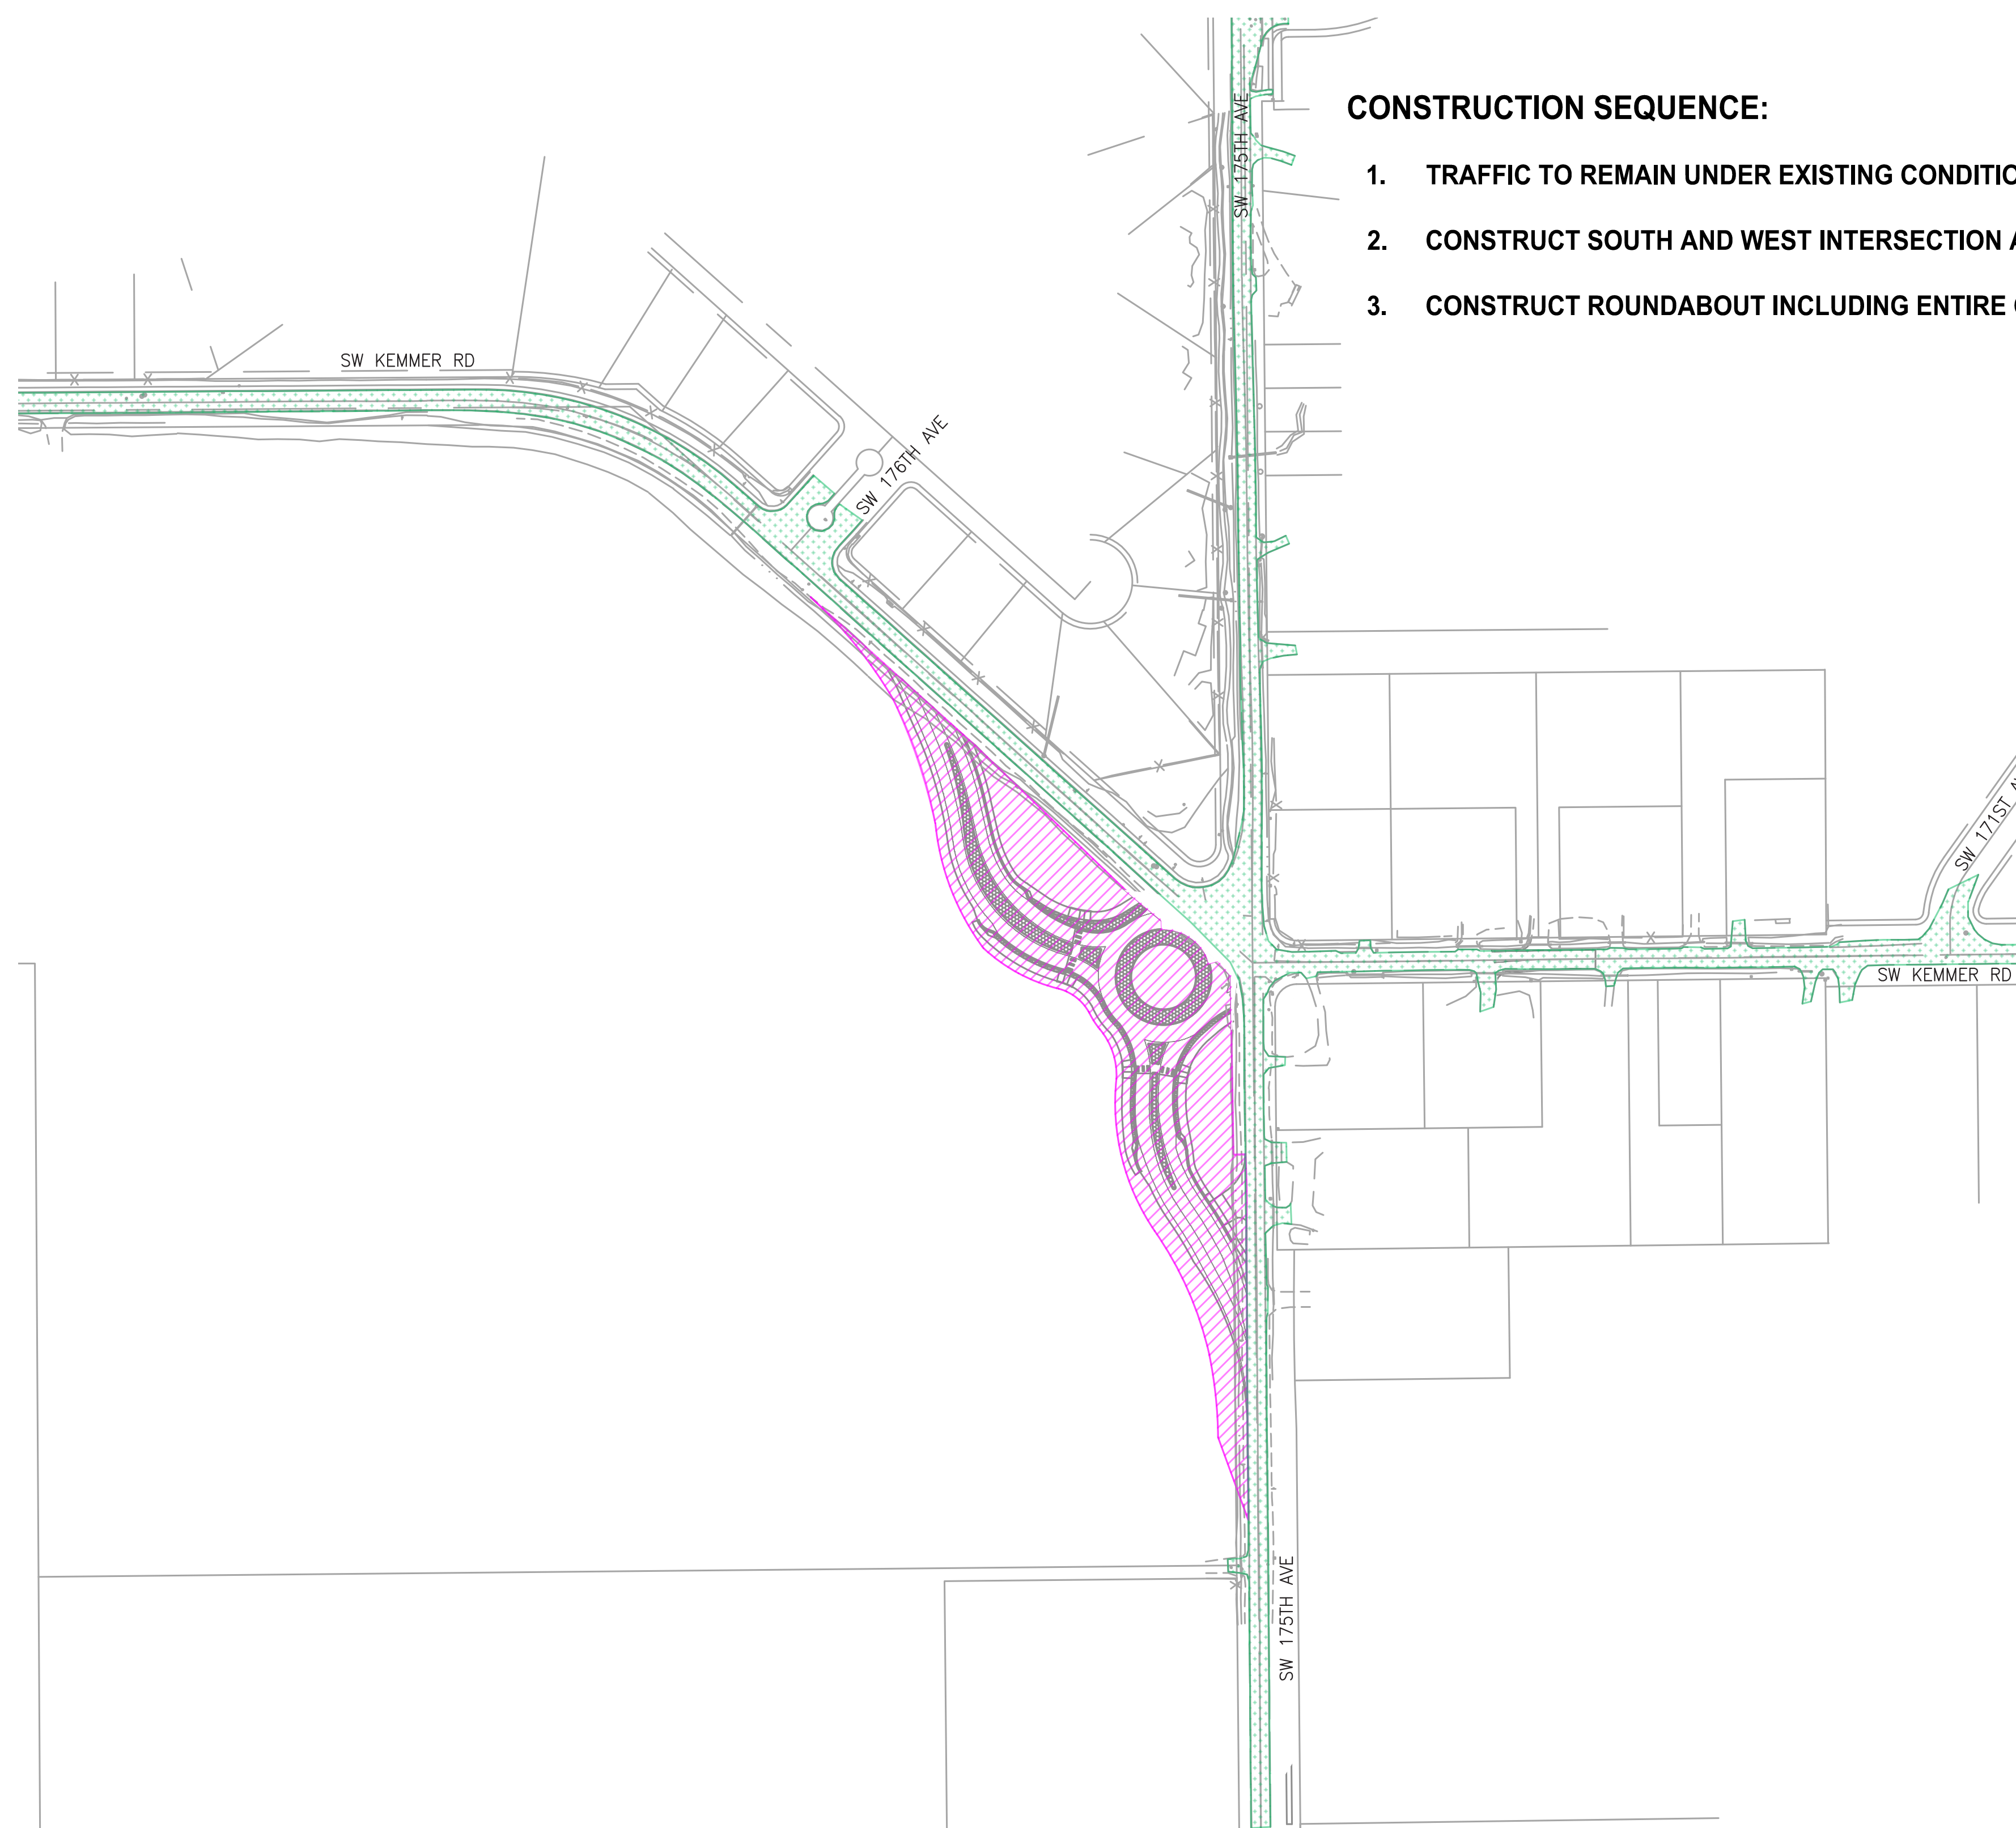 CONSTRUCTION SEQUENCE:
1. TRAFFIC TO REMAIN UNDER EXISTING
2. CONSTRUCT SOUTH AND WEST INTERSECTION
3. CONSTRUCT ROUNDABOUT INCLUDING ENTIRE
SW 175TH AVE
SW KEMMER RD
SW 176TH AVE
SW 171ST
SW KEMMER RD
SW 175TH AVE